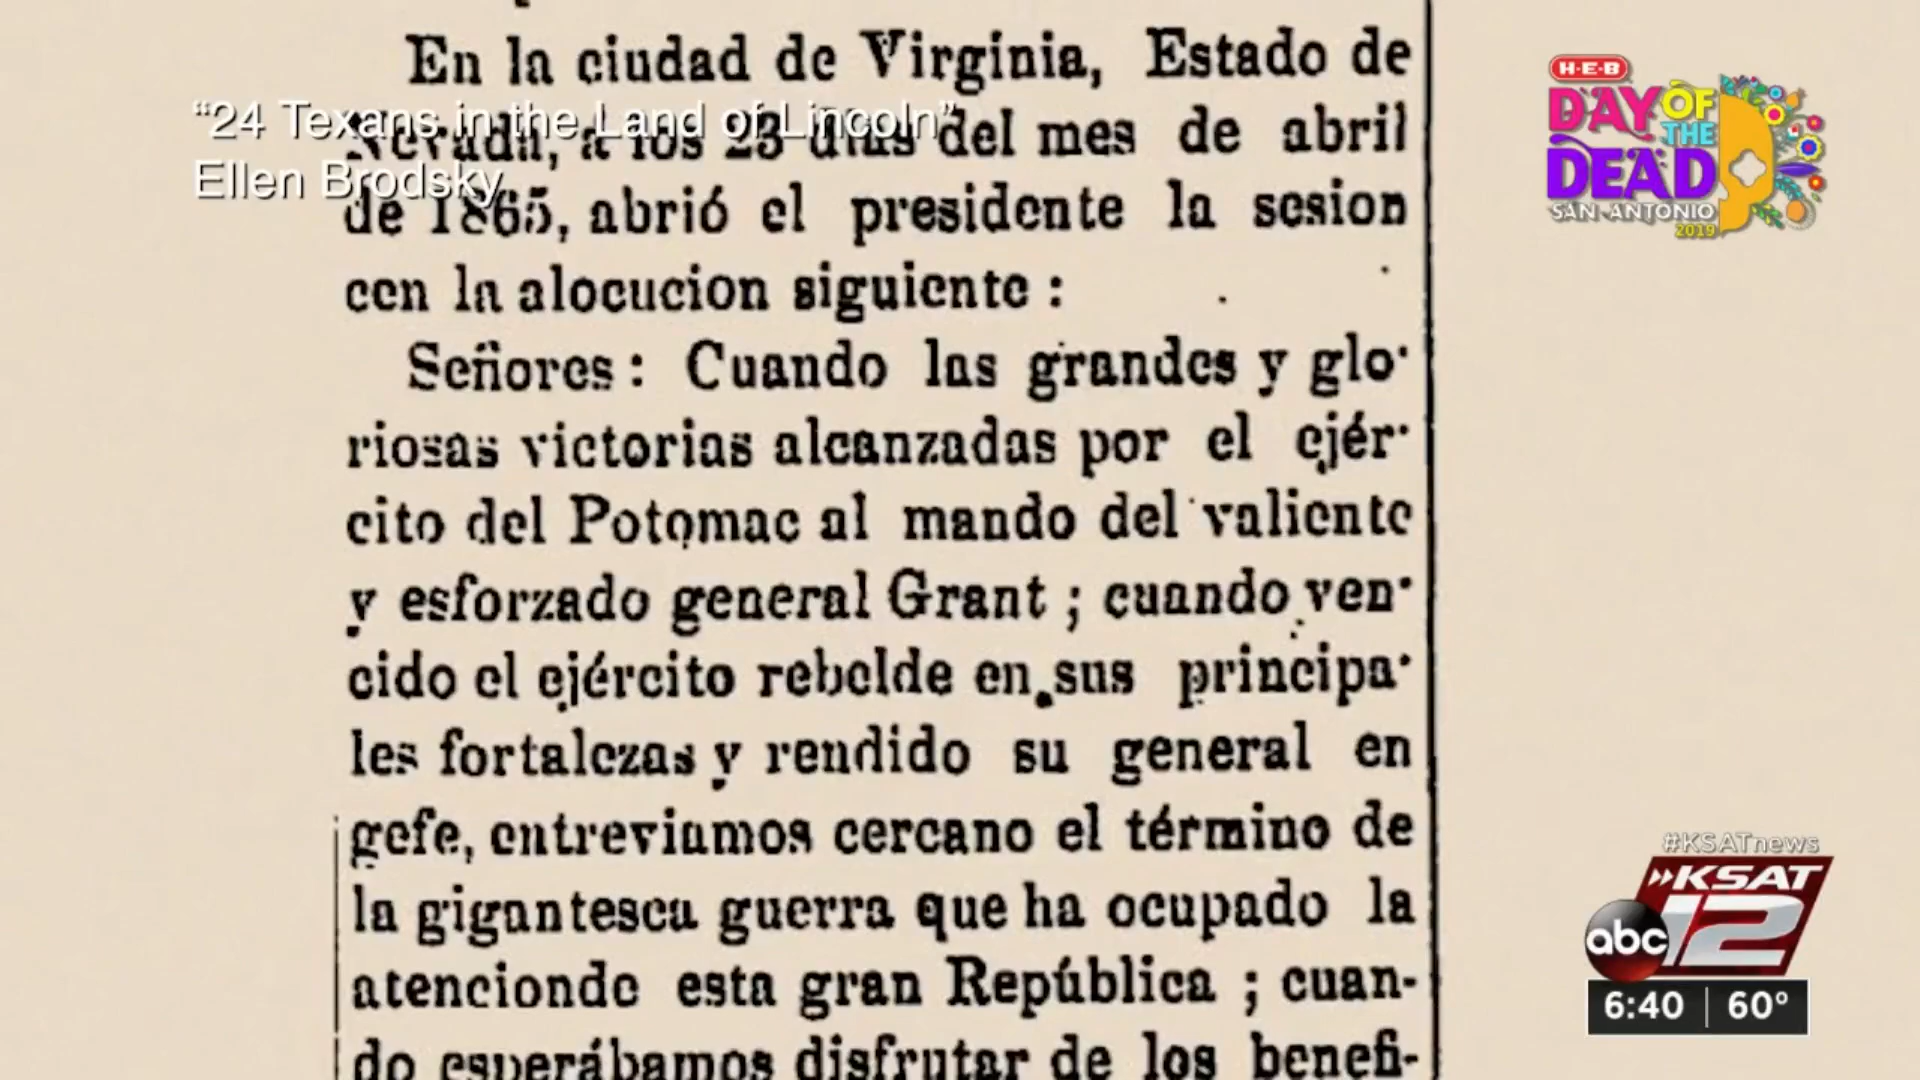 En la ciudad de Virginia, Estado de
Nevada, a los 23 dias del mes de abril
de 1865, abrió el presidente la sesion
con la alocucion siguiente :
Señores : Cuando las grandes y glo-
riosas victorias alcanzadas por el ejér-
cito del Potomac al mando del valiente
y esforzado general Grant ; cuando ven-
cido el ejército rebelde en sus principa-
les fortalezas y rendido su general en
gefe, entreviamos cercano el término de
la gigantesca guerra que ha ocupado la
atencionde esta gran República ; cuan-
do esperábamos disfrutar de los benefi-
“24 Texans in the Land of Lincoln”
Ellen Brodsky
H-E-B
DAY OF
THE
DEAD
SAN ANTONIO
2019
#KSATnews
KSAT
abc 12
6:40 60°